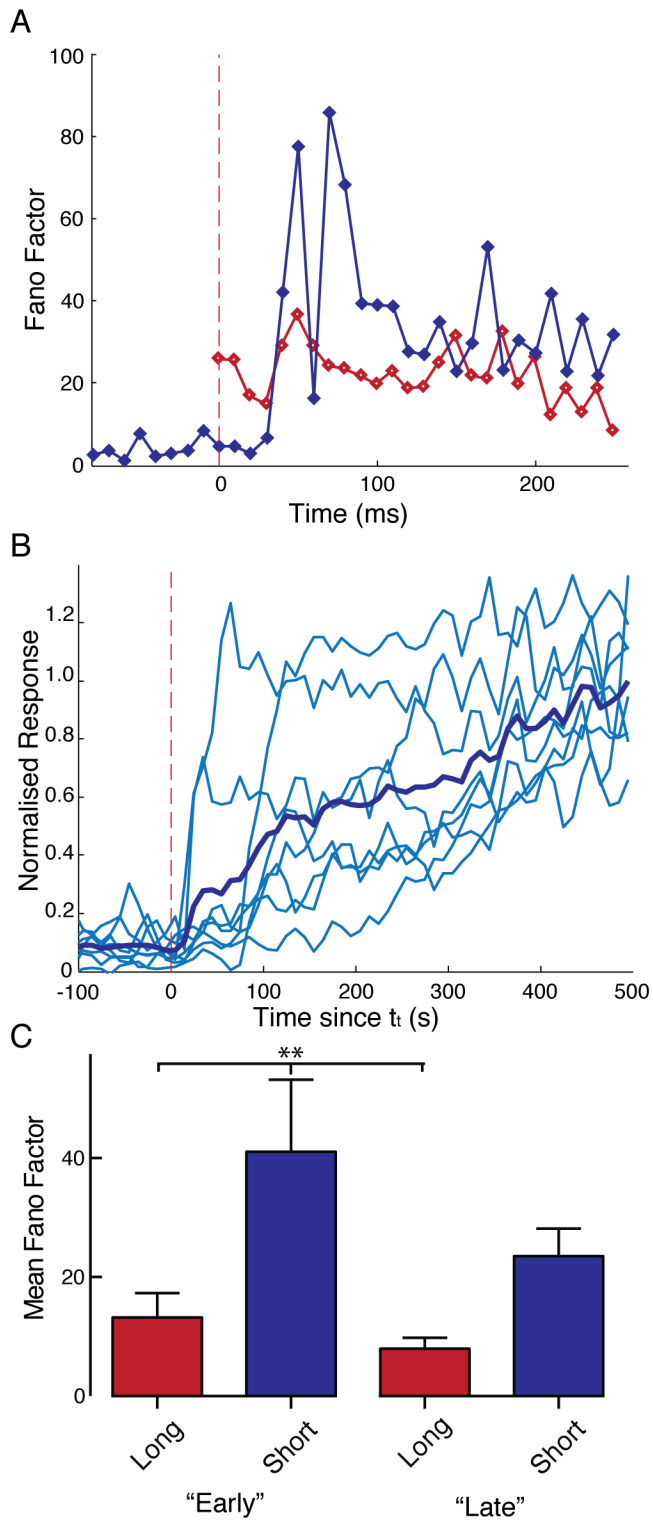 A
100
80
60
40
20
0
Fano Factor
0
100
200
Time (ms)
B
1.2
1.0
0.8
0.6
0.4
0.2
0
Normalised Response
-100
0
100
200
300
400
500
Time since tt (s)
C
**
40
20
0
Mean Fano Factor
Long
Short
Long
Short
“Early”
“Late”